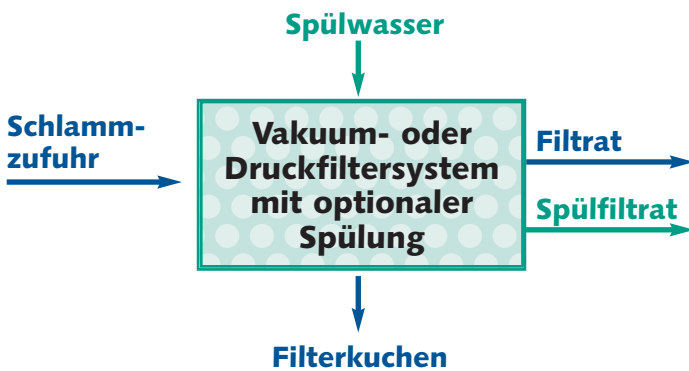 Spülwasser
Schlamm-
zufuhr
Vakuum- oder
Druckfiltersystem
mit optionaler
Spülung
Filtrat
Spülfiltrat
Filterkuchen